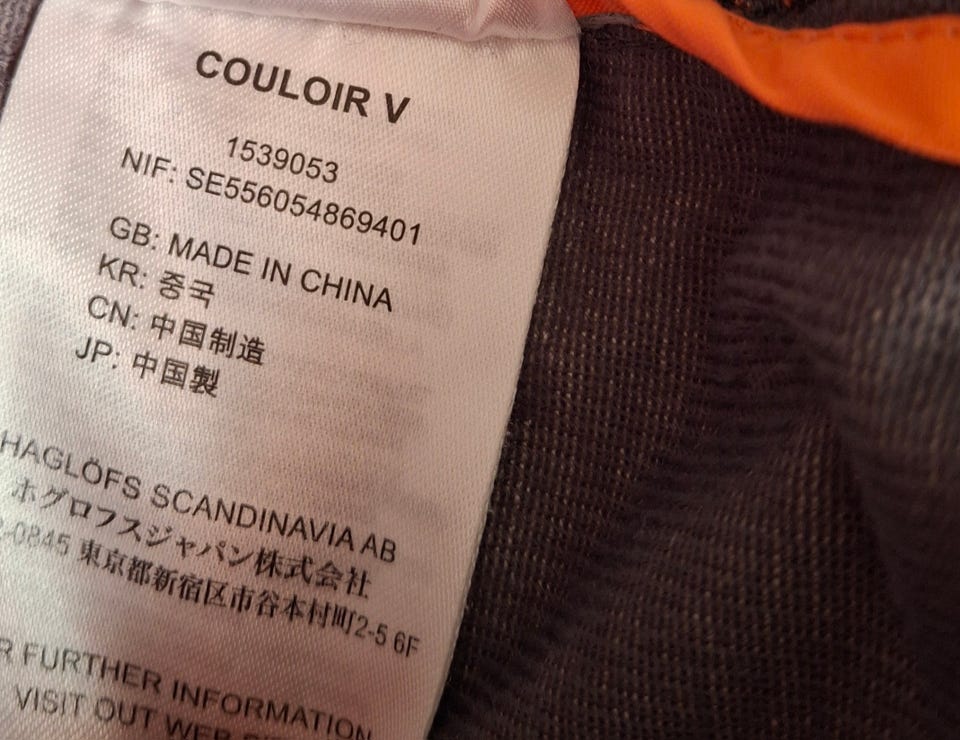 COULOIR V
1539053
NIF: SE556054869401
GB: MADE IN CHINA
KR: 중국
CN: 中国制造
JP: 中国製
HAGLÖFS SCANDINAVIA AB
ホグロフスジャパン株式会社
-0845 東京都新宿区市谷本村町2-5 6F
R FURTHER INFORMATION
VISIT OUT WEB